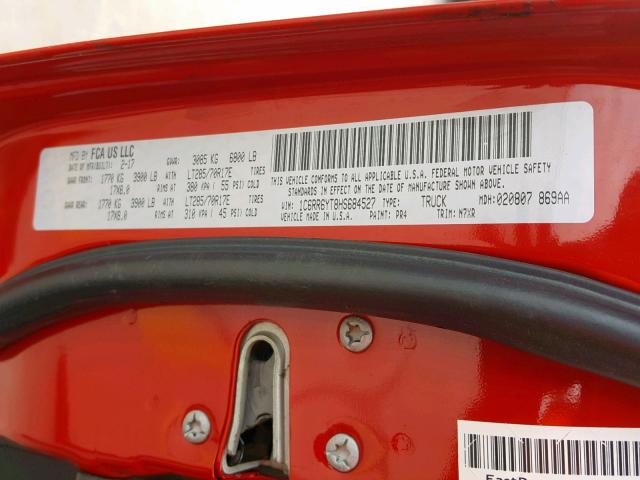 MFD BY FCA US LLC
DATE OF MFR(BUILT): 2-17 GVWR: 3085 KG 6800 LB
GAWR FRONT: 1770 KG 3900 LB WITH LT285/70R17E TIRES
17X8.0 RIMS AT 380 KPA ( 55 PSI) COLD
GAWR REAR: 1770 KG 3900 LB WITH LT285/70R17E TIRES
17X8.0 RIMS AT 310 KPA ( 45 PSI) COLD
THIS VEHICLE CONFORMS TO ALL APPLICABLE U.S.A. FEDERAL MOTOR VEHICLE SAFETY
STANDARDS IN EFFECT ON THE DATE OF MANUFACTURE SHOWN ABOVE
VIN: 1C6RR6YT8HS684527 TYPE: TRUCK MDH: 020807 869AA
VEHICLE MADE IN U.S.A. PAINT: PR4 TRIM: N7XR